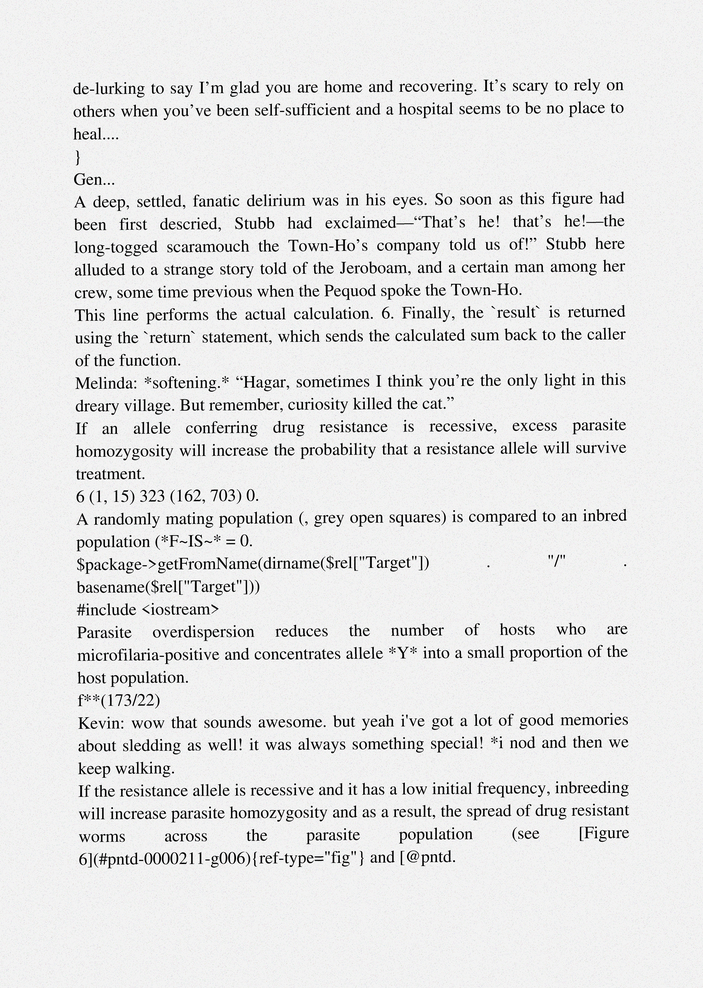 de-lurking to say I’m glad you are home and recovering. It’s scary to rely on
others when you’ve been self-sufficient and a hospital seems to be no place to
heal....
}
Gen...
A deep, settled, fanatic delirium was in his eyes. So soon as this figure had
been first descried, Stubb had exclaimed—“That’s he! that’s he!—the
long-togged scaramouch the Town-Ho’s company told us of!” Stubb here
alluded to a strange story told of the Jeroboam, and a certain man among her
crew, some time previous when the Pequod spoke the Town-Ho.
This line performs the actual calculation. 6. Finally, the `result` is returned
using the `return` statement, which sends the calculated sum back to the caller
of the function.
Melinda: *softening.* “Hagar, sometimes I think you’re the only light in this
dreary village. But remember, curiosity killed the cat.”
If an allele conferring drug resistance is recessive, excess parasite
homozygosity will increase the probability that a resistance allele will survive
treatment.
6 (1, 15) 323 (162, 703) 0.
A randomly mating population (, grey open squares) is compared to an inbred
population (*F~IS~* = 0.
$package->getFromName(dirname($rel["Target"]) . "/" .
basename($rel["Target"]))
#include <iostream>
Parasite overdispersion reduces the number of hosts who are
microfilaria-positive and concentrates allele *Y* into a small proportion of the
host population.
f**(173/22)
Kevin: wow that sounds awesome. but yeah i've got a lot of good memories
about sledding as well! it was always something special! *i nod and then we
keep walking.
If the resistance allele is recessive and it has a low initial frequency, inbreeding
will increase parasite homozygosity and as a result, the spread of drug resistant
worms across the parasite population (see [Figure
6](#pntd-0000211-g006){ref-type="fig"} and [@pntd.